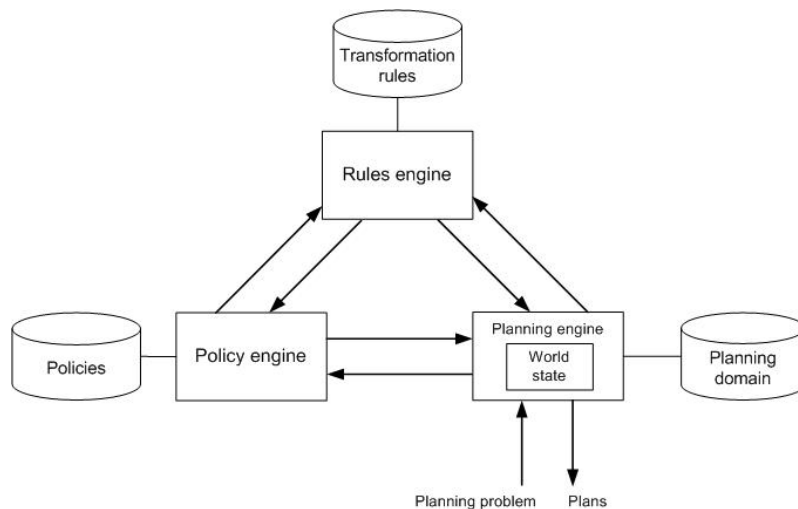 Transformation
rules
Rules engine
Policies
Policy engine
Planning engine
World
state
Planning
domain
Planning problem
Plans